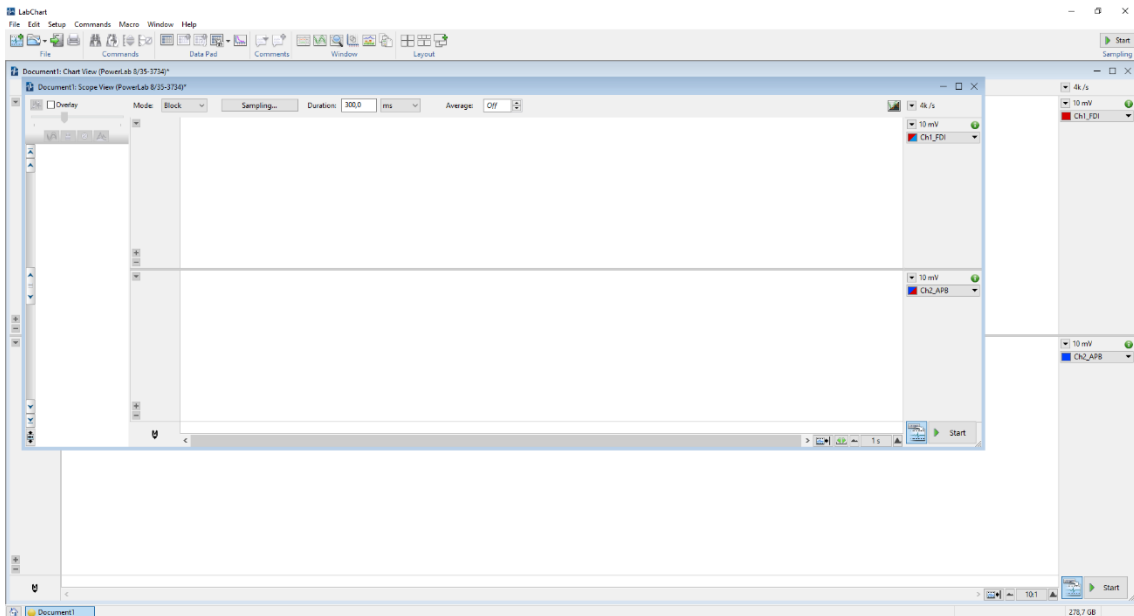 LabChart
File Edit Setup Commands Macro Window Help
File Commands Data Pad Comments Window Layout
Start
Sampling
Document1: Chart View (PowerLab 8/35-3734)*
Document1: Scope View (PowerLab 8/35-3734)*
4k /s
Overlay Mode: Block Sampling... Duration: 300,0 ms Average: Off 4k /s
10 mV
Ch1_FDI
10 mV
Ch1_FDI
10 mV
Ch2_APB
10 mV
Ch2_APB
1 s Start
10:1 Start
Document1 278,7 GB